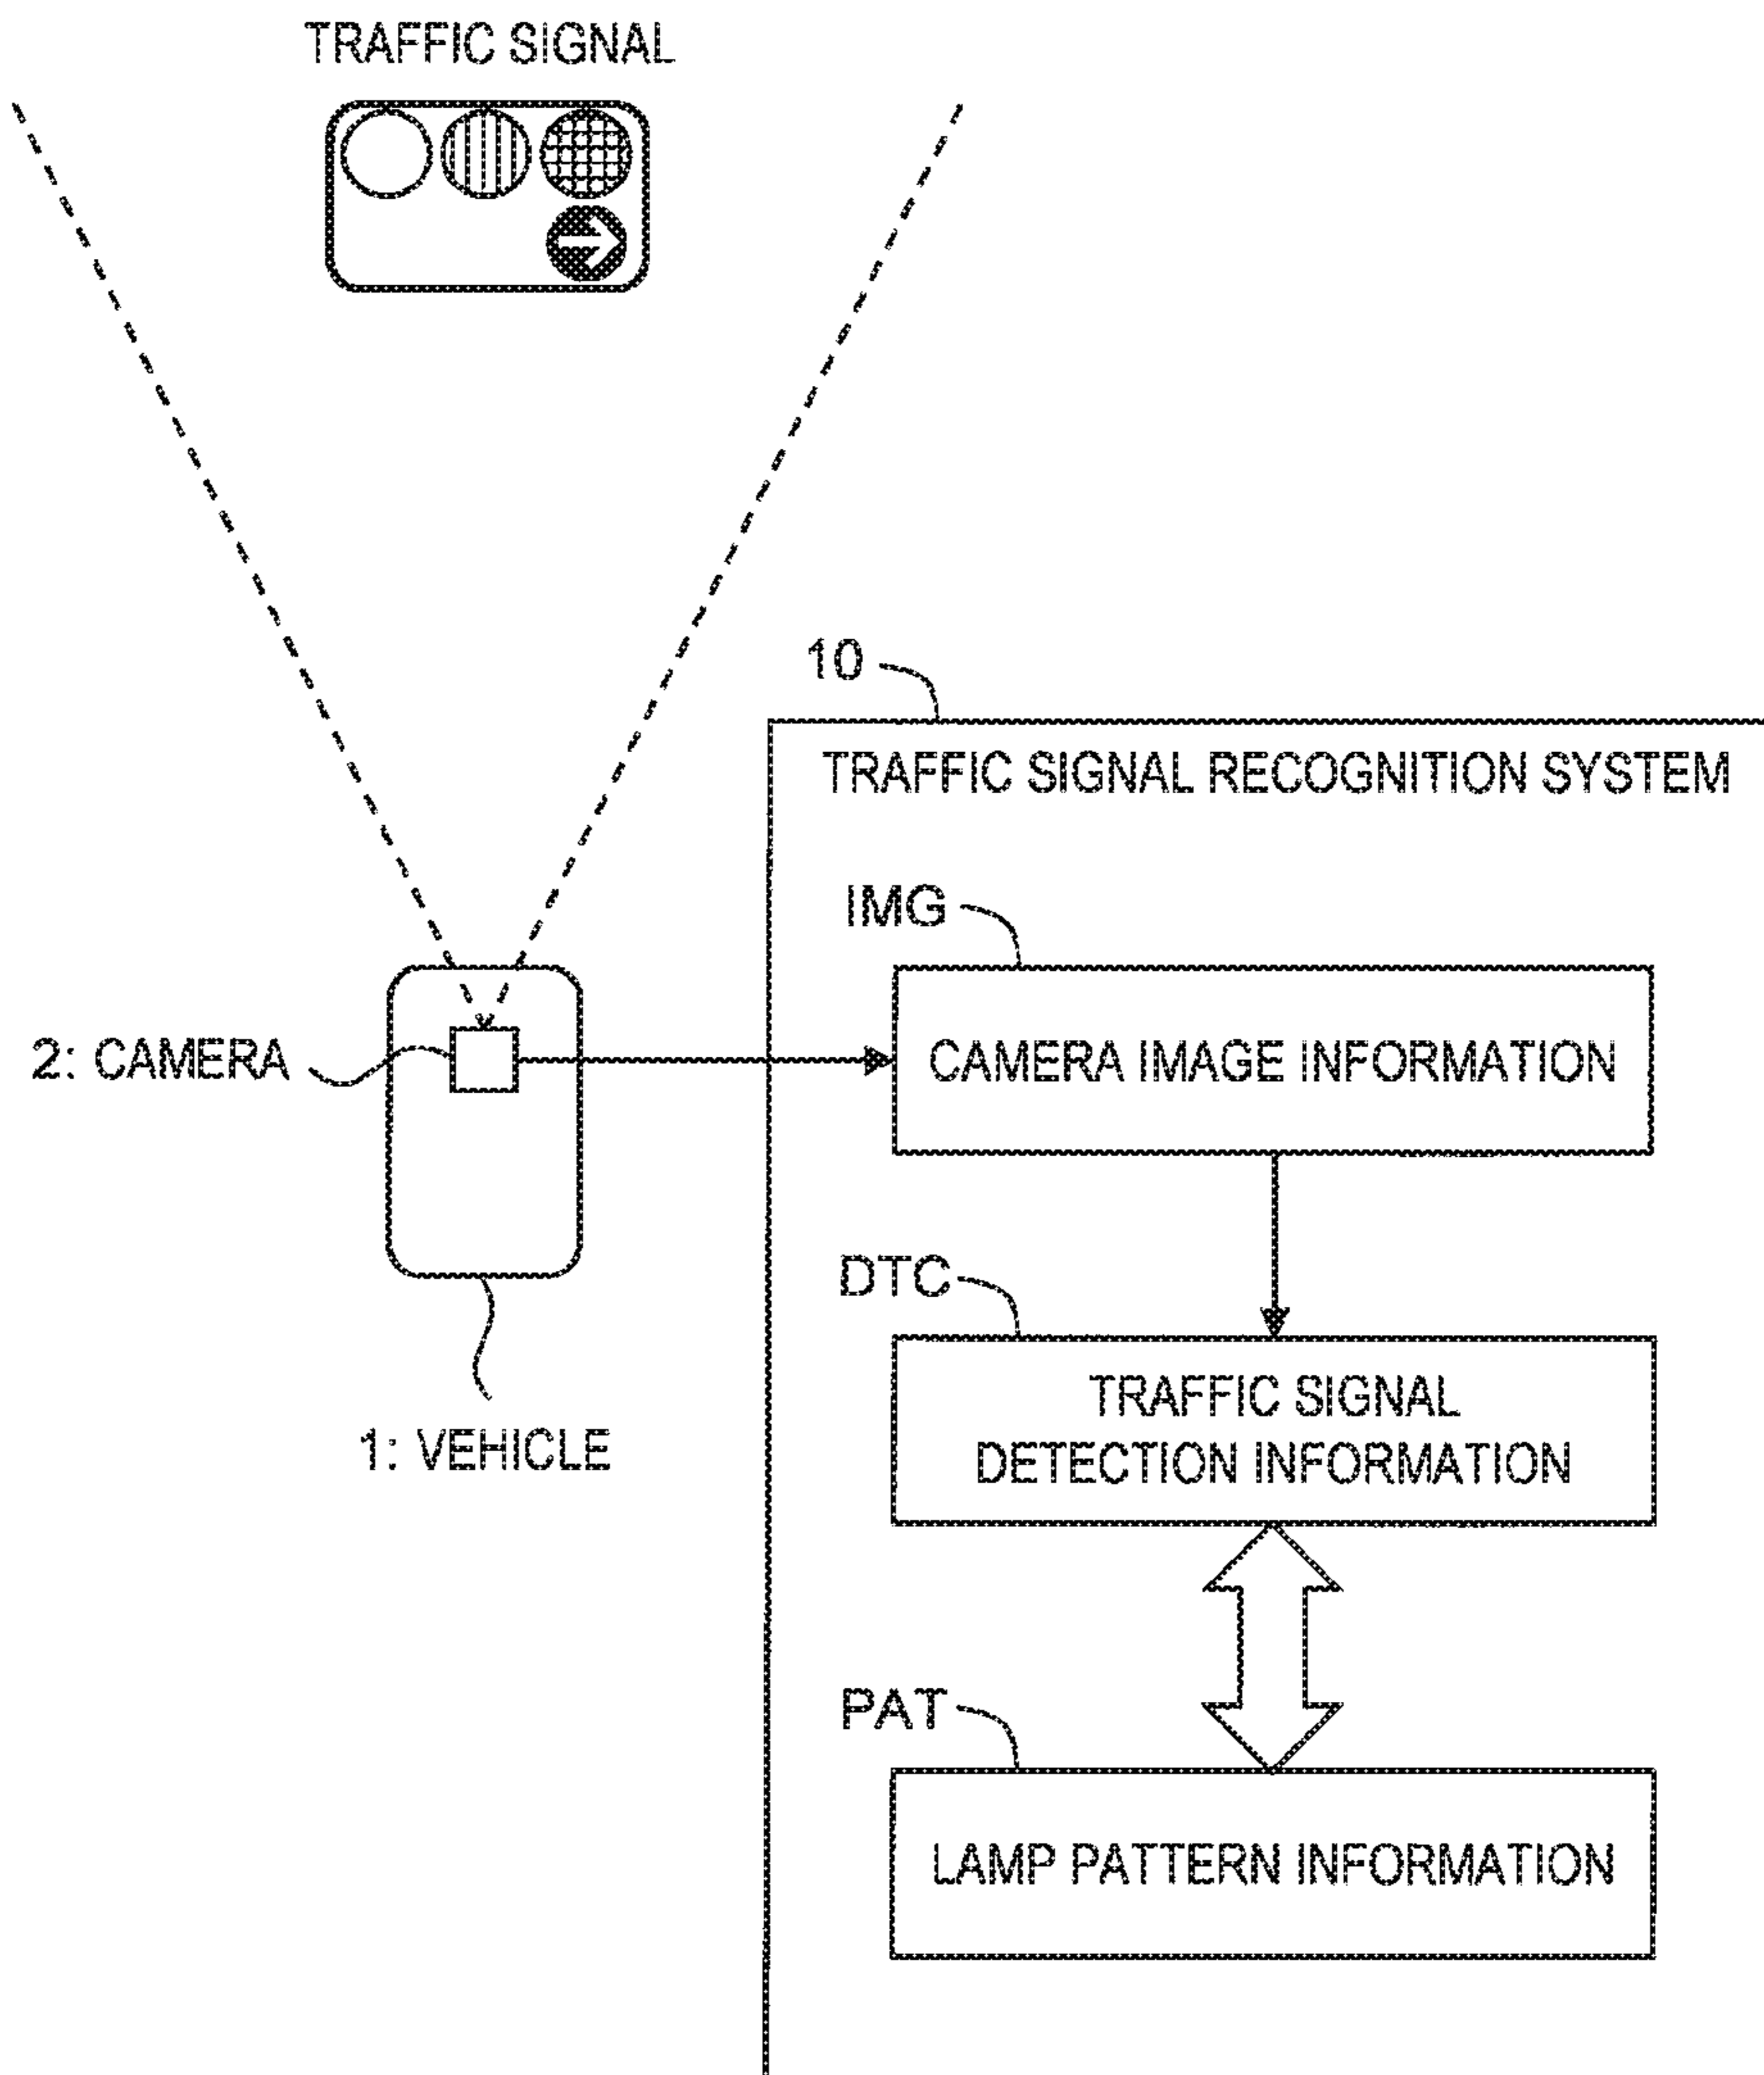 TRAFFIC SIGNAL
10
TRAFFIC SIGNAL RECOGNITION SYSTEM
IMG
2: CAMERA
CAMERA IMAGE INFORMATION
DTC
TRAFFIC SIGNAL
DETECTION INFORMATION
1: VEHICLE
PAT
LAMP PATTERN INFORMATION